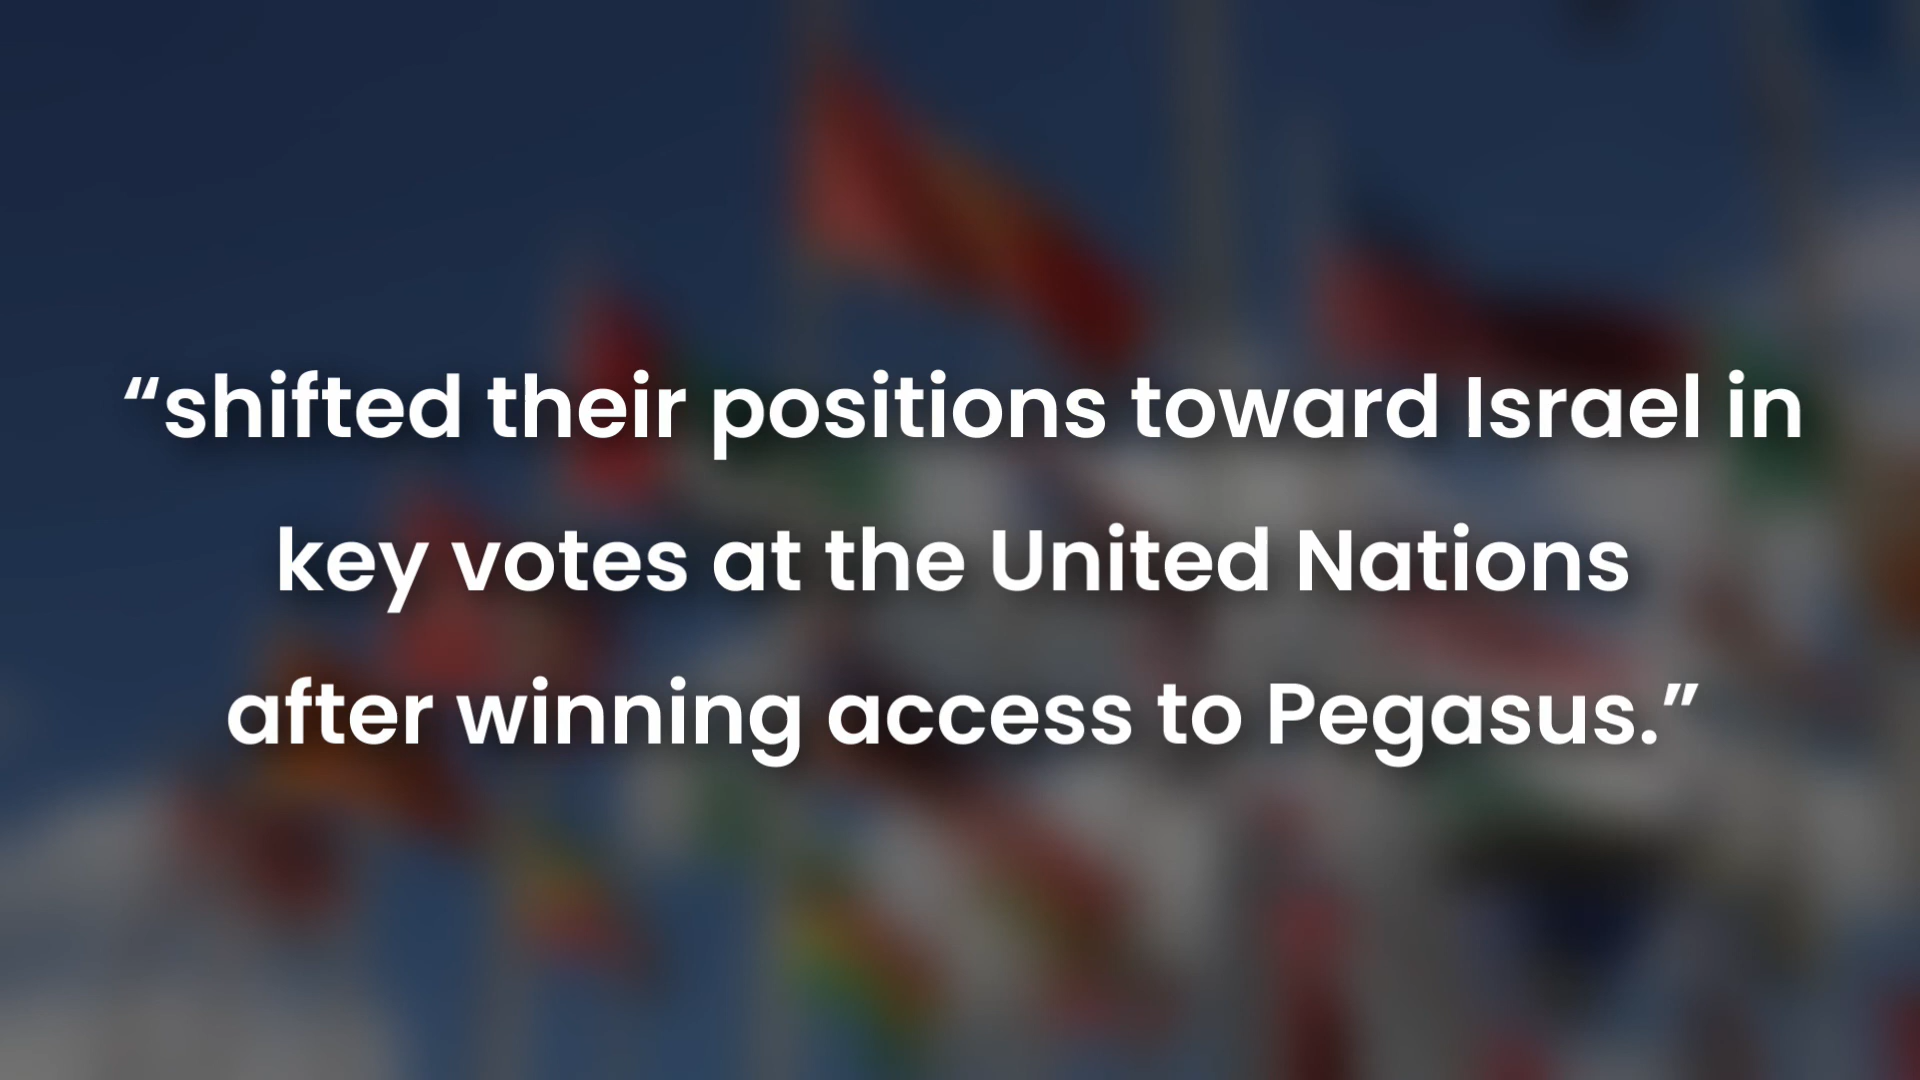 “shifted their positions toward Israel in
key votes at the United Nations
after winning access to Pegasus.”